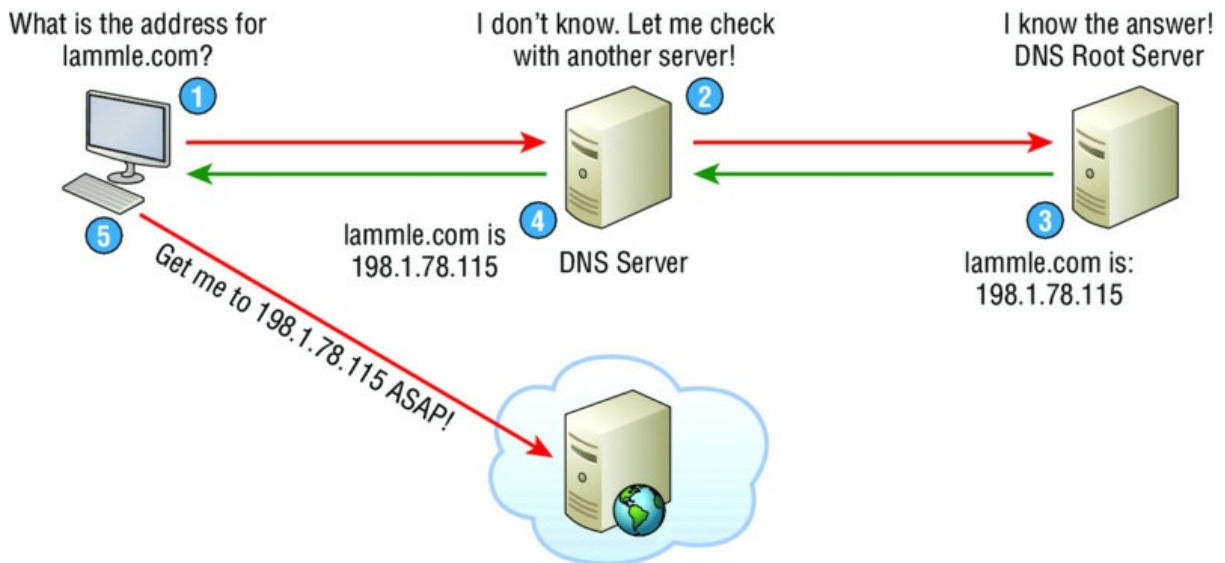 What is the address for
lammle.com?
I don't know. Let me check
with another server!
I know the answer!
DNS Root Server
1
2
5
4
3
lammle.com is
198.1.78.115
DNS Server
lammle.com is:
198.1.78.115
Get me to 198.1.78.115 ASAP!